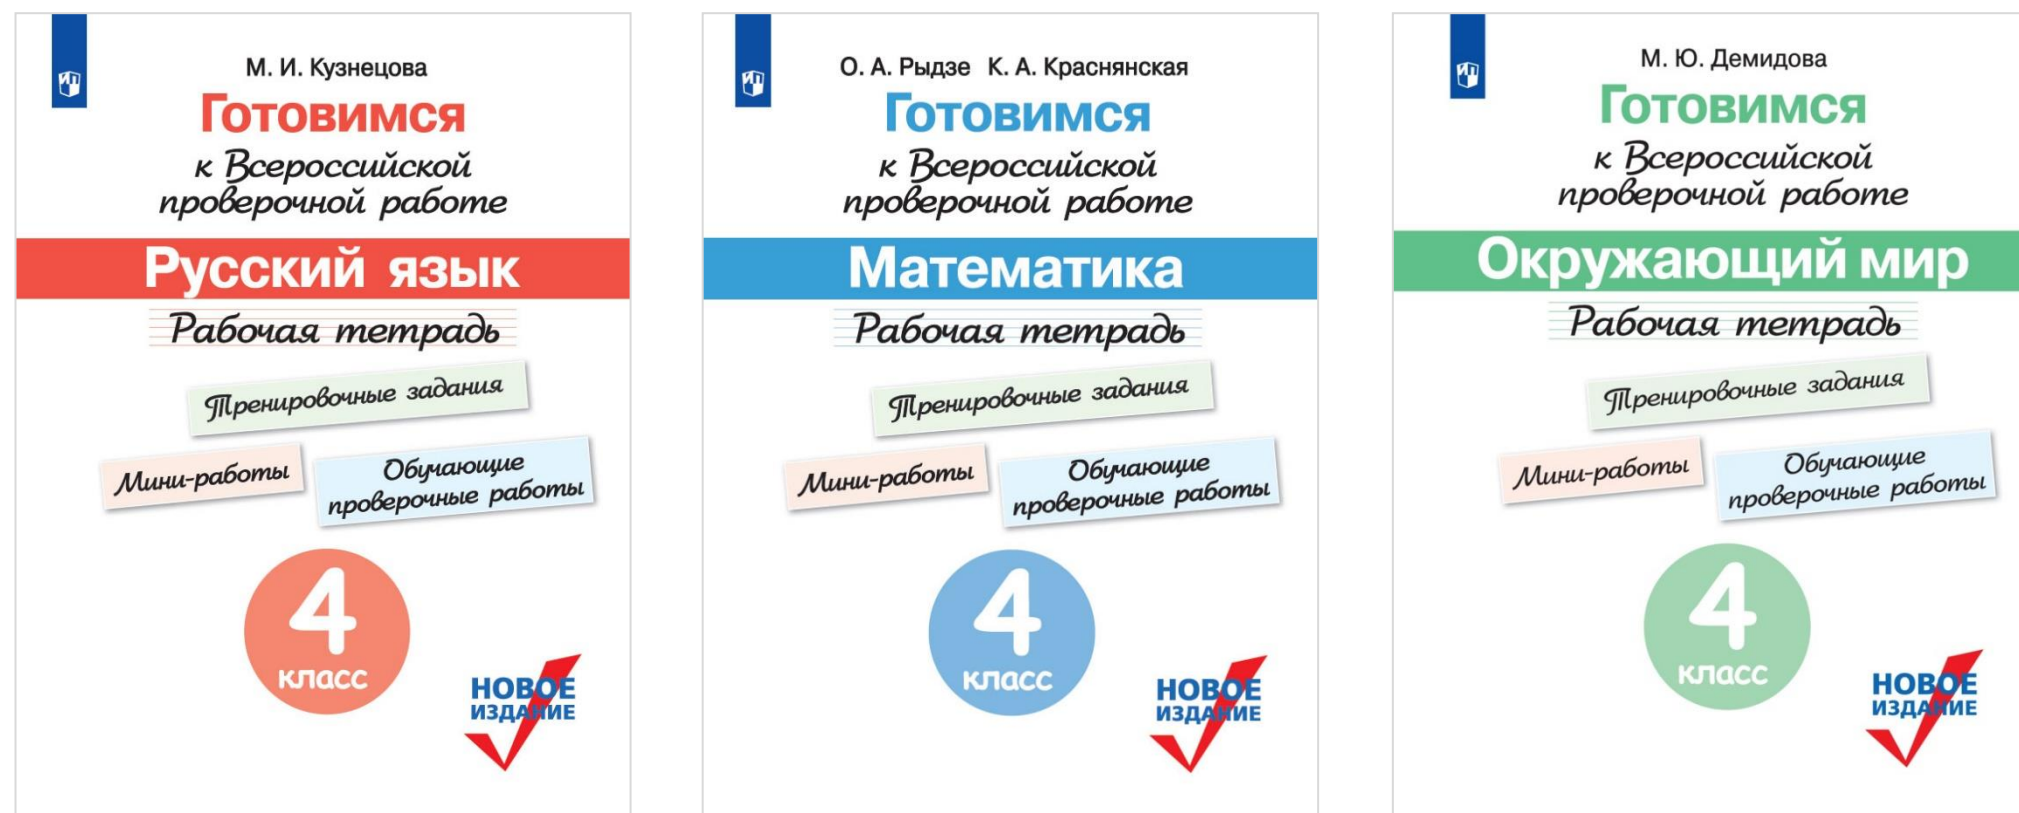 М. И. Кузнецова
Готовимся
к Всероссийской
проверочной работе
Русский язык
Рабочая тетрадь
Тренировочные задания
Мини-работы
Обучающие
проверочные работы
4
класс
НОВОЕ
ИЗДАНИЕ
О. А. Рыдзе К. А. Краснянская
Готовимся
к Всероссийской
проверочной работе
Математика
Рабочая тетрадь
Тренировочные задания
Мини-работы
Обучающие
проверочные работы
4
класс
НОВОЕ
ИЗДАНИЕ
М. Ю. Демидова
Готовимся
к Всероссийской
проверочной работе
Окружающий мир
Рабочая тетрадь
Тренировочные задания
Мини-работы
Обучающие
проверочные работы
4
класс
НОВОЕ
ИЗДАНИЕ